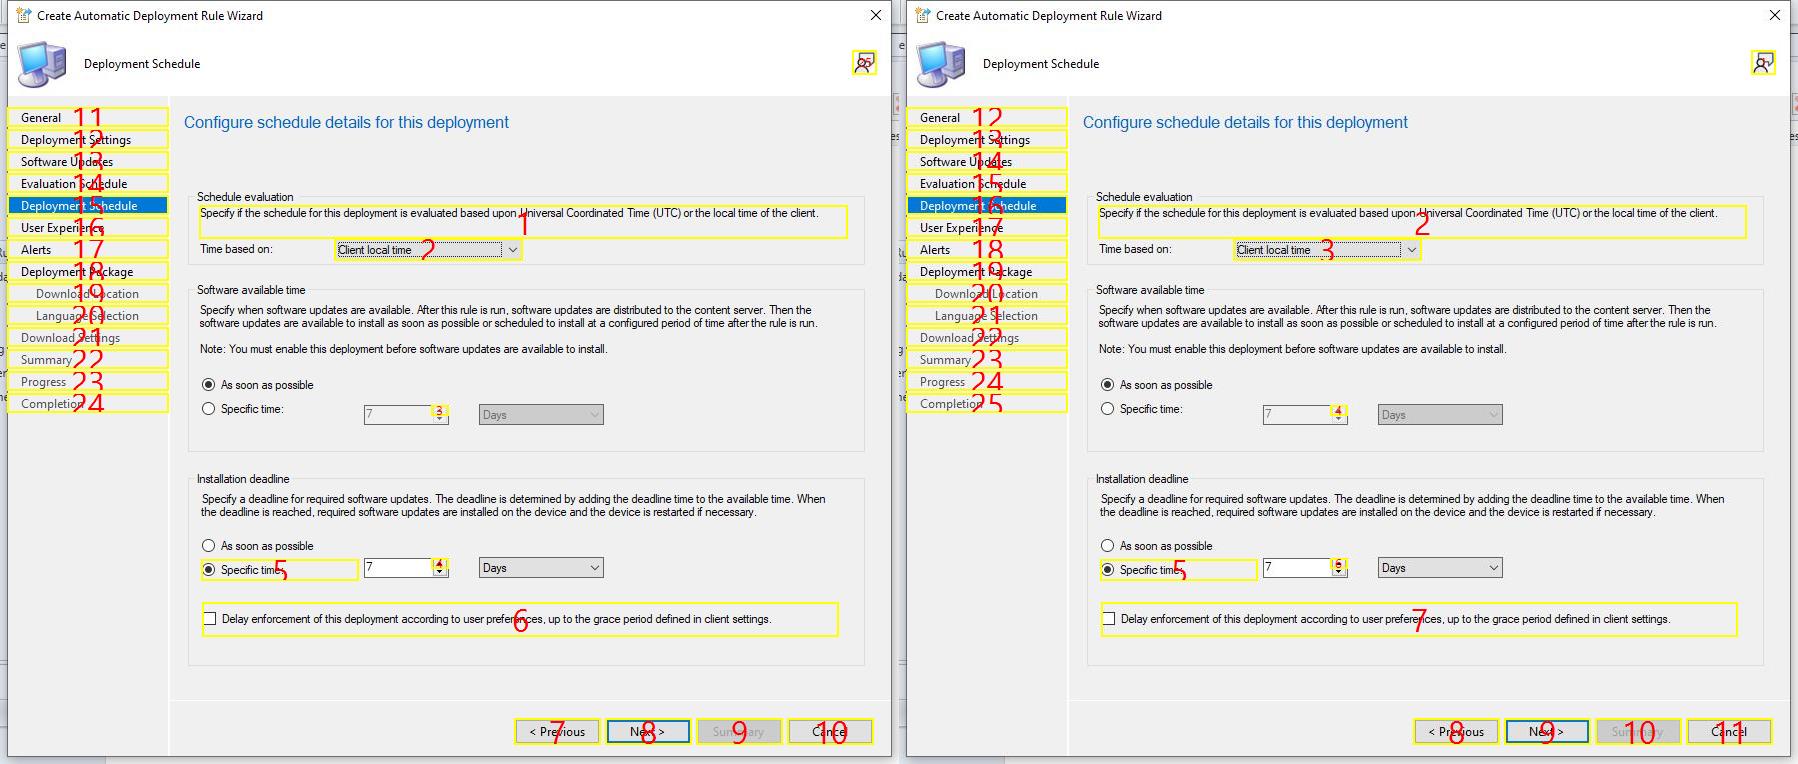 Create Automatic Deployment Rule Wizard
Deployment Schedule
25
General 11
Deployment Settings 12
Software Updates 13
Evaluation Schedule 14
Deployment Schedule 15
User Experience 16
Alerts 17
Deployment Package 18
Download Location 19
Language Selection 20
Download Settings 21
Summary 22
Progress 23
Completion 24
Configure schedule details for this deployment
Schedule evaluation
Specify if the schedule for this deployment is evaluated based upon Universal Coordinated Time (UTC) or the local time of the client.
1
Time based on: Client local time 2
Software available time
Specify when software updates are available. After this rule is run, software updates are distributed to the content server. Then the
software updates are available to install as soon as possible or scheduled to install at a configured period of time after the rule is run.
Note: You must enable this deployment before software updates are available to install.
As soon as possible
Specific time: 7 3 Days
Installation deadline
Specify a deadline for required software updates. The deadline is determined by adding the deadline time to the available time. When
the deadline is reached, required software updates are installed on the device and the device is restarted if necessary.
As soon as possible
Specific time: 5 7 4 Days
Delay enforcement of this deployment according to user preferences, up to the grace period defined in client settings. 6
< Previous 7 Next > 8 Summary 9 Cancel 10
Create Automatic Deployment Rule Wizard
Deployment Schedule
General 12
Deployment Settings 13
Software Updates 14
Evaluation Schedule 15
Deployment Schedule 16
User Experience 17
Alerts 18
Deployment Package 19
Download Location 20
Language Selection 21
Download Settings 22
Summary 23
Progress 24
Completion 25
Configure schedule details for this deployment
Schedule evaluation
Specify if the schedule for this deployment is evaluated based upon Universal Coordinated Time (UTC) or the local time of the client.
2
Time based on: Client local time 3
Software available time
Specify when software updates are available. After this rule is run, software updates are distributed to the content server. Then the
software updates are available to install as soon as possible or scheduled to install at a configured period of time after the rule is run.
Note: You must enable this deployment before software updates are available to install.
As soon as possible
Specific time: 7 4 Days
Installation deadline
Specify a deadline for required software updates. The deadline is determined by adding the deadline time to the available time. When
the deadline is reached, required software updates are installed on the device and the device is restarted if necessary.
As soon as possible
Specific time: 5 7 6 Days
Delay enforcement of this deployment according to user preferences, up to the grace period defined in client settings. 7
< Previous 8 Next > 9 Summary 10 Cancel 11